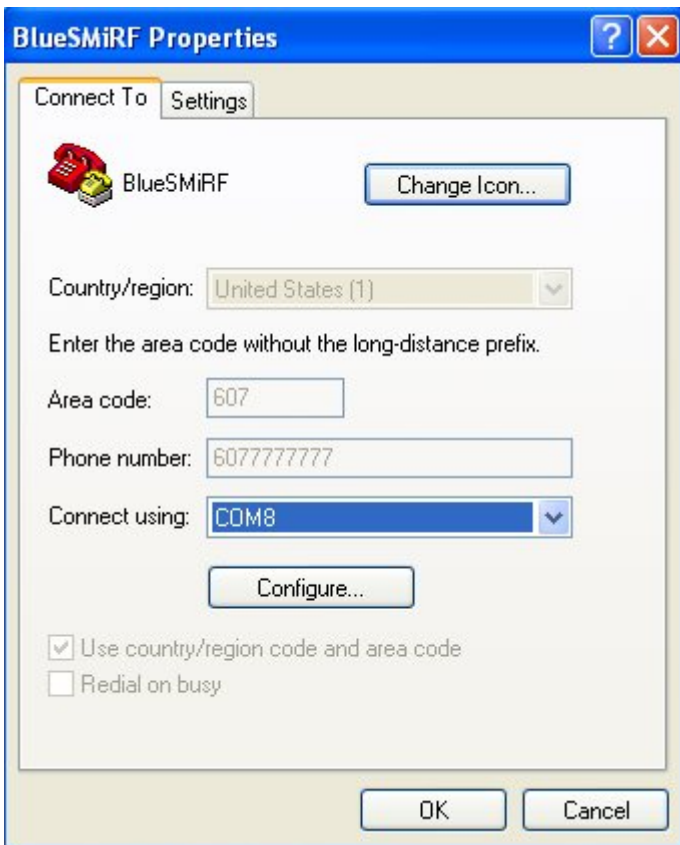 BlueSMiRF Properties
Connect To Settings
BlueSMiRF Change Icon...
Country/region: United States (1)
Enter the area code without the long-distance prefix.
Area code: 607
Phone number: 6077777777
Connect using: COM8
Configure...
Use country/region code and area code
Redial on busy
OK Cancel